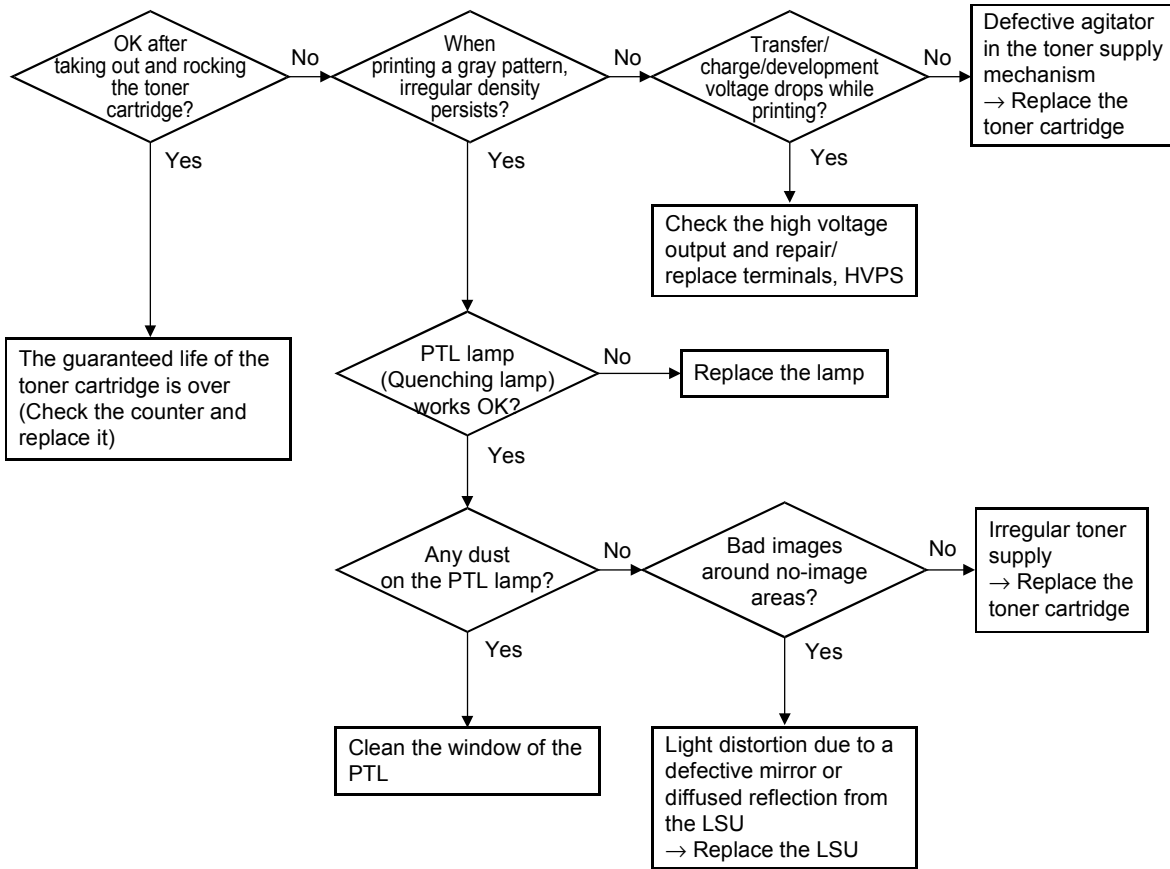 OK after
taking out and rocking
the toner
cartridge?
No
When
printing a gray pattern,
irregular density
persists?
No
Transfer/
charge/development
voltage drops while
printing?
No
Defective agitator
in the toner supply
mechanism
→ Replace the
toner cartridge
Yes
Yes
Yes
Check the high voltage
output and repair/
replace terminals, HVPS
The guaranteed life of the
toner cartridge is over
(Check the counter and
replace it)
PTL lamp
(Quenching lamp)
works OK?
No
Replace the lamp
Yes
Any dust
on the PTL lamp?
No
Bad images
around no-image
areas?
No
Irregular toner
supply
→ Replace the
toner cartridge
Yes
Yes
Clean the window of the
PTL
Light distortion due to a
defective mirror or
diffused reflection from
the LSU
→ Replace the LSU